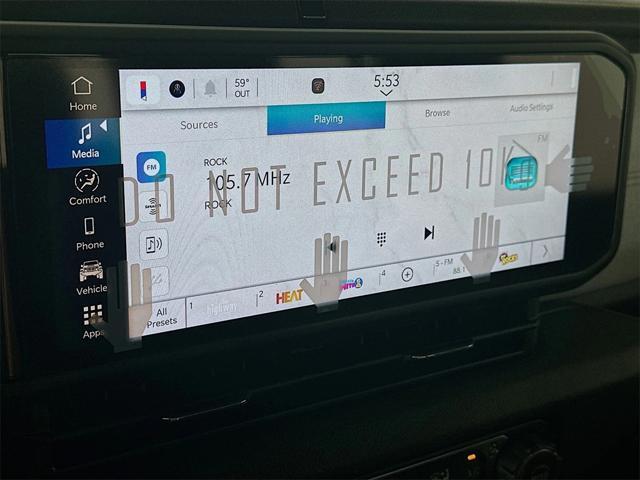 59°
OUT
5:53
Home
Media
Comfort
Phone
Vehicle
Apps
Sources
Playing
Browse
Audio Settings
FM
ROCK
105.7 MHz
ROCK
FM
DO NOT EXCEED 10K
All
Presets
1
highway
2
HEAT
4
5 - FM
88.1